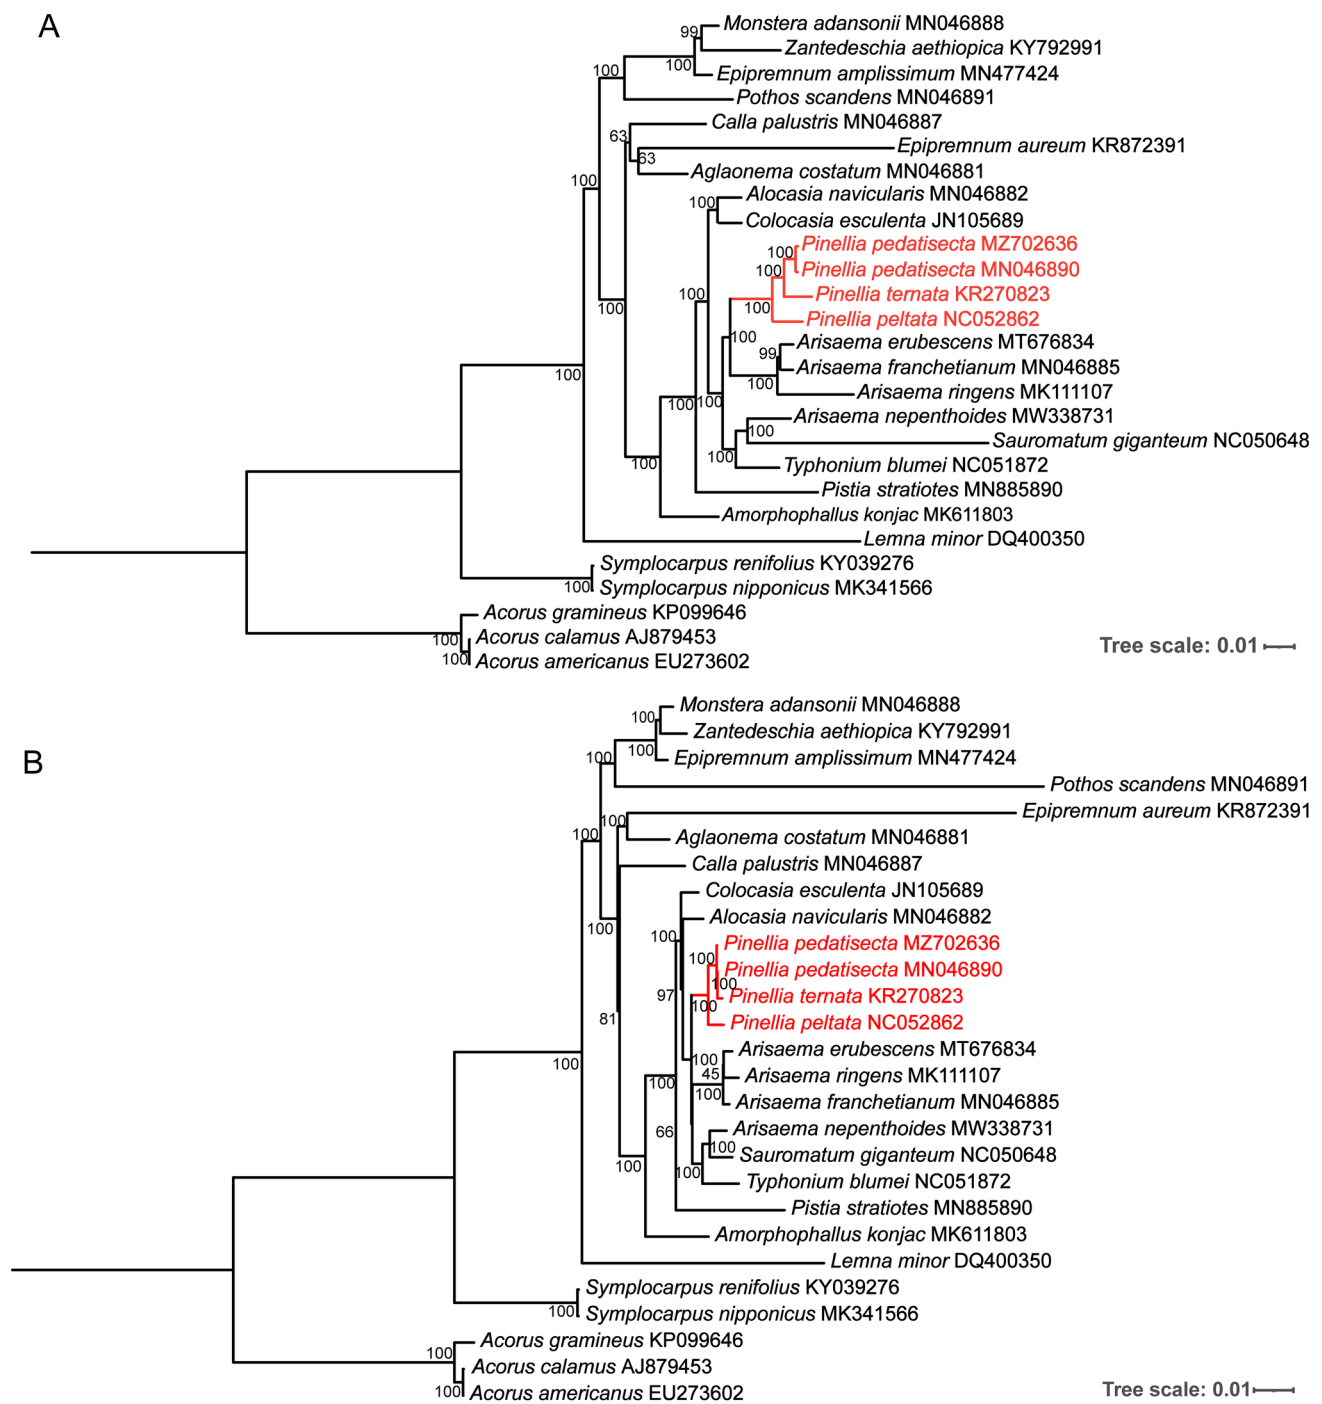 A
Monstera adansonii MN046888
99
Zantedeschia aethiopica KY792991
100
Epipremnum amplissimum MN477424
100
Pothos scandens MN046891
Calla palustris MN046887
63
Epipremnum aureum KR872391
63
Aglaonema costatum MN046881
100
Alocasia navicularis MN046882
100
Colocasia esculenta JN105689
Pinellia pedatisecta MZ702636
100
Pinellia pedatisecta MN046890
100
Pinellia ternata KR270823
100
100
100
Pinellia peltata NC052862
100
Arisaema erubescens MT676834
99
Arisaema franchetianum MN046885
100
100
Arisaema ringens MK111107
100
100
Arisaema nepenthoides MW338731
100
Sauromatum giganteum NC050648
100
100
Typhonium blumei NC051872
Pistia stratiotes MN885890
Amorphophallus konjac MK611803
Lemna minor DQ400350
Symplocarpus renifolius KY039276
100
Symplocarpus nipponicus MK341566
Acorus gramineus KP099646
100
Acorus calamus AJ879453
100
Acorus americanus EU273602
Tree scale: 0.01
B
Monstera adansonii MN046888
100
Zantedeschia aethiopica KY792991
100
100
Epipremnum amplissimum MN477424
Pothos scandens MN046891
Epipremnum aureum KR872391
100
100
Aglaonema costatum MN046881
Calla palustris MN046887
Colocasia esculenta JN105689
Alocasia navicularis MN046882
100
100
Pinellia pedatisecta MZ702636
100
Pinellia pedatisecta MN046890
100
97
Pinellia ternata KR270823
100
81
Pinellia peltata NC052862
Arisaema erubescens MT676834
100
100
45
Arisaema ringens MK111107
100
100
Arisaema franchetianum MN046885
66
Arisaema nepenthoides MW338731
100
Sauromatum giganteum NC050648
100
100
Typhonium blumei NC051872
Pistia stratiotes MN885890
Amorphophallus konjac MK611803
Lemna minor DQ400350
Symplocarpus renifolius KY039276
100
Symplocarpus nipponicus MK341566
Acorus gramineus KP099646
100
Acorus calamus AJ879453
100
Acorus americanus EU273602
Tree scale: 0.01